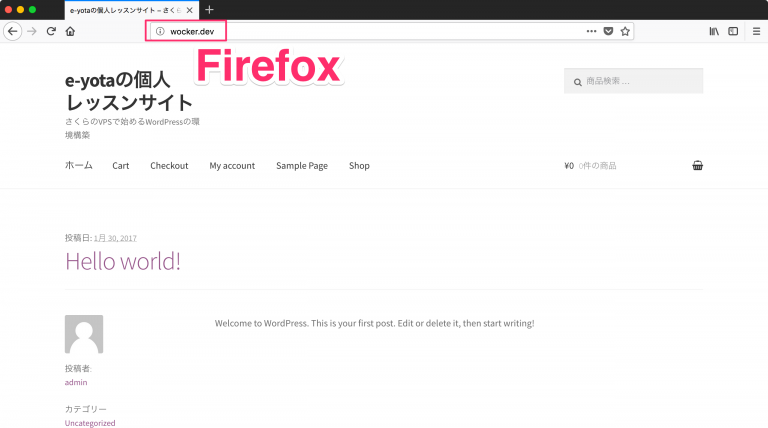 e-yotaの個人レッスンサイト – さくら
wocker.dev
Firefox
e-yotaの個人
レッスンサイト
さくらのVPSで始めるWordPressの環
境構築
商品検索 …
ホーム Cart Checkout My account Sample Page Shop ¥0 0件の商品
投稿日: 1月 30, 2017
Hello world!
Welcome to WordPress. This is your first post. Edit or delete it, then start writing!
投稿者:
admin
カテゴリー
Uncategorized